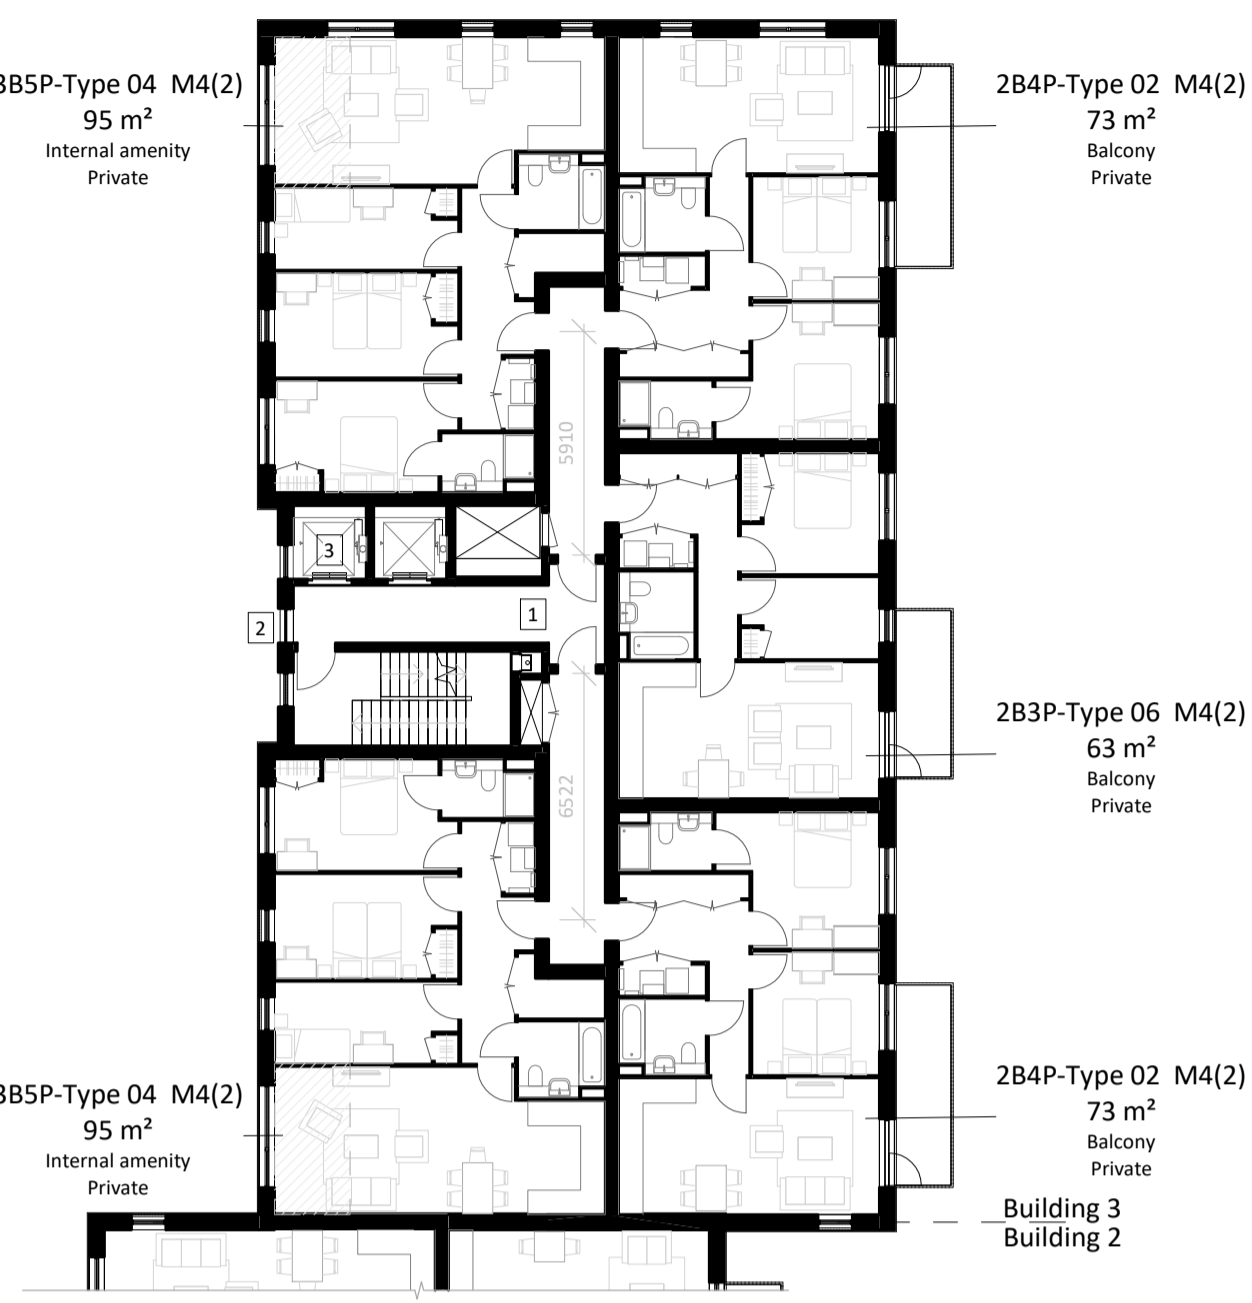 3B5P-Type 04 M4(2)
95 m²
Internal amenity
Private
2B4P-Type 02 M4(2)
73 m²
Balcony
Private
5910
3
1
2
2B3P-Type 06 M4(2)
63 m²
Balcony
Private
6522
3B5P-Type 04 M4(2)
95 m²
Internal amenity
Private
2B4P-Type 02 M4(2)
73 m²
Balcony
Private
Building 3
Building 2